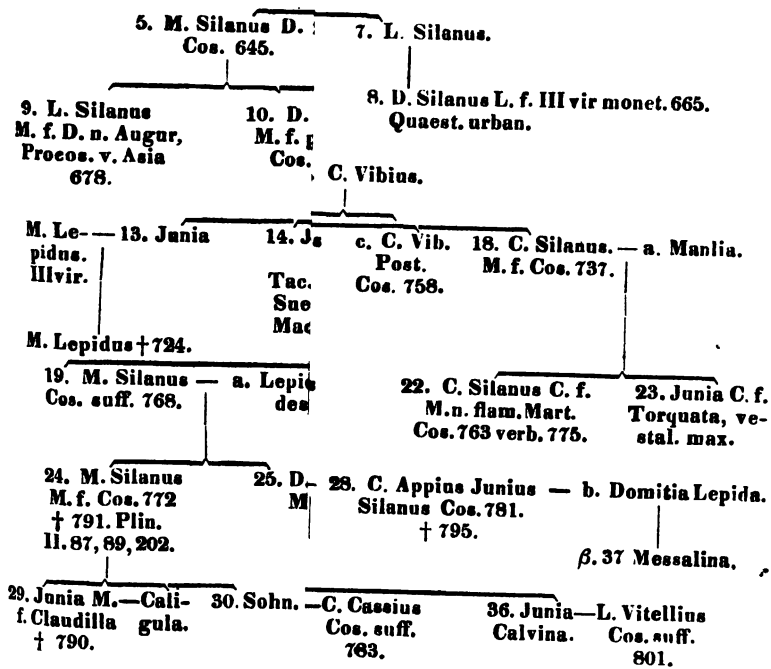 5. M. Silanus D.
Cos. 645.
7. L. Silanus.
8. D. Silanus L. f. III vir monet. 665.
Quaest. urban.
9. L. Silanus
M. f. D. n. Augur,
Procos. v. Asia
678.
10. D.
M. f.
Cos.
C. Vibius.
M. Le-
pidus.
IIIvir.
13. Junia
14.
Tac.
Sue
Mac
c. C. Vib.
Post.
Cos. 758.
18. C. Silanus. — a. Manlia.
M. f. Cos. 737.
M. Lepidus † 724.
19. M. Silanus — a. Lepi
Cos. suff. 768.
des
22. C. Silanus C. f.
M. n. flam. Mart.
Cos. 763 verb. 775.
23. Junia C. f.
Torquata, ve-
stal. max.
24. M. Silanus
M. f. Cos. 772
† 791. Plin.
II. 87, 89, 202.
25. D.
M
28. C. Appius Junius — b. Domitia Lepida.
Silanus Cos. 781.
† 795.
β. 37 Messalina.
29. Junia M. — Cali-
f. Claudilla gula.
† 790.
30. Sohn.
— C. Cassius
Cos. suff.
783.
36. Junia — L. Vitellius
Calvina. Cos. suff.
801.